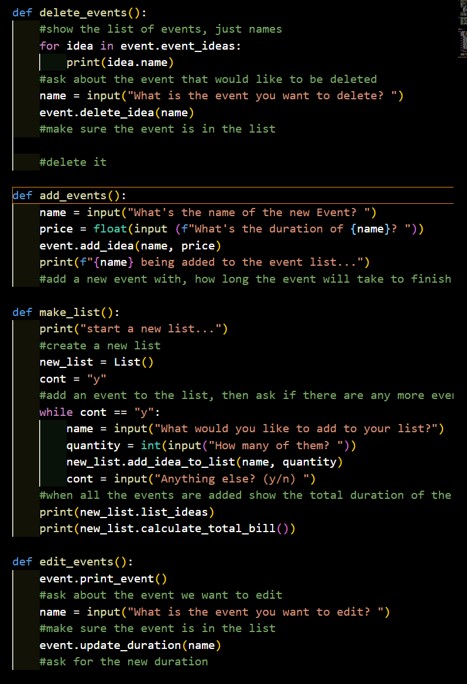 def delete_events():
    #show the list of events, just names
    for idea in event.event_ideas:
        print(idea.name)
    #ask about the event that would like to be deleted
    name = input("What is the event you want to delete? ")
    event.delete_idea(name)
    #make sure the event is in the list
    #delete it
def add_events():
    name = input("What's the name of the new Event? ")
    price = float(input (f"What's the duration of {name}? "))
    event.add_idea(name, price)
    print(f"{name} being added to the event list...")
    #add a new event with, how long the event will take to finish
def make_list():
    print("start a new list...")
    #create a new list
    new_list = List()
    cont = "y"
    #add an event to the list, then ask if there are any more
    while cont == "y":
        name = input("What would you like to add to your list?")
        quantity = int(input("How many of them? "))
        new_list.add_idea_to_list(name, quantity)
        cont = input("Anything else? (y/n) ")
    #when all the events are added show the total duration of the
    print(new_list.list_ideas)
    print(new_list.calculate_total_bill())
def edit_events():
    event.print_event()
    #ask about the event we want to edit
    name = input("What is the event you want to edit? ")
    #make sure the event is in the list
    event.update_duration(name)
    #ask for the new duration